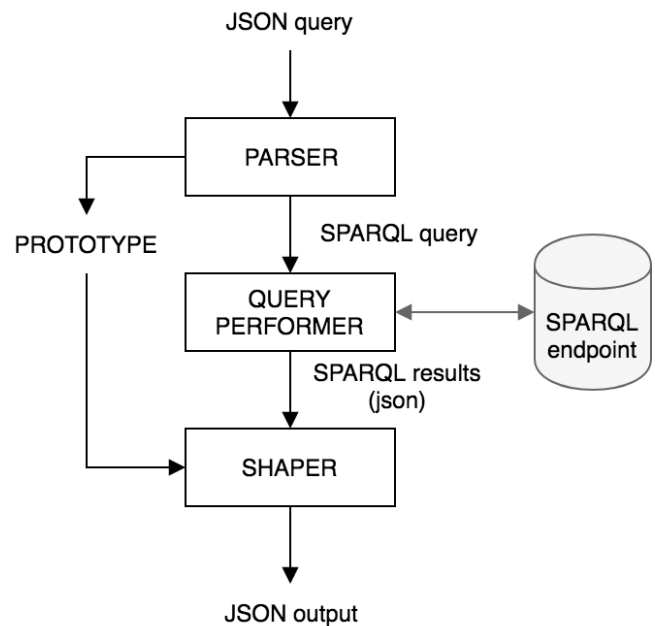 JSON query
PARSER
PROTOTYPE
SPARQL query
QUERY
PERFORMER
SPARQL
endpoint
SPARQL results
(json)
SHAPER
JSON output